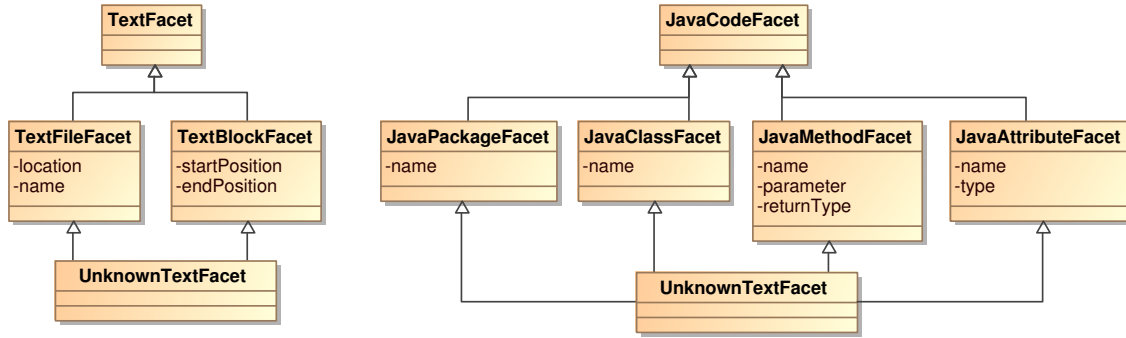 TextFacet
TextFileFacet
-location
-name
TextBlockFacet
-startPosition
-endPosition
UnknownTextFacet
JavaCodeFacet
JavaPackageFacet
-name
JavaClassFacet
-name
JavaMethodFacet
-name
-parameter
-returnType
JavaAttributeFacet
-name
-type
UnknownTextFacet